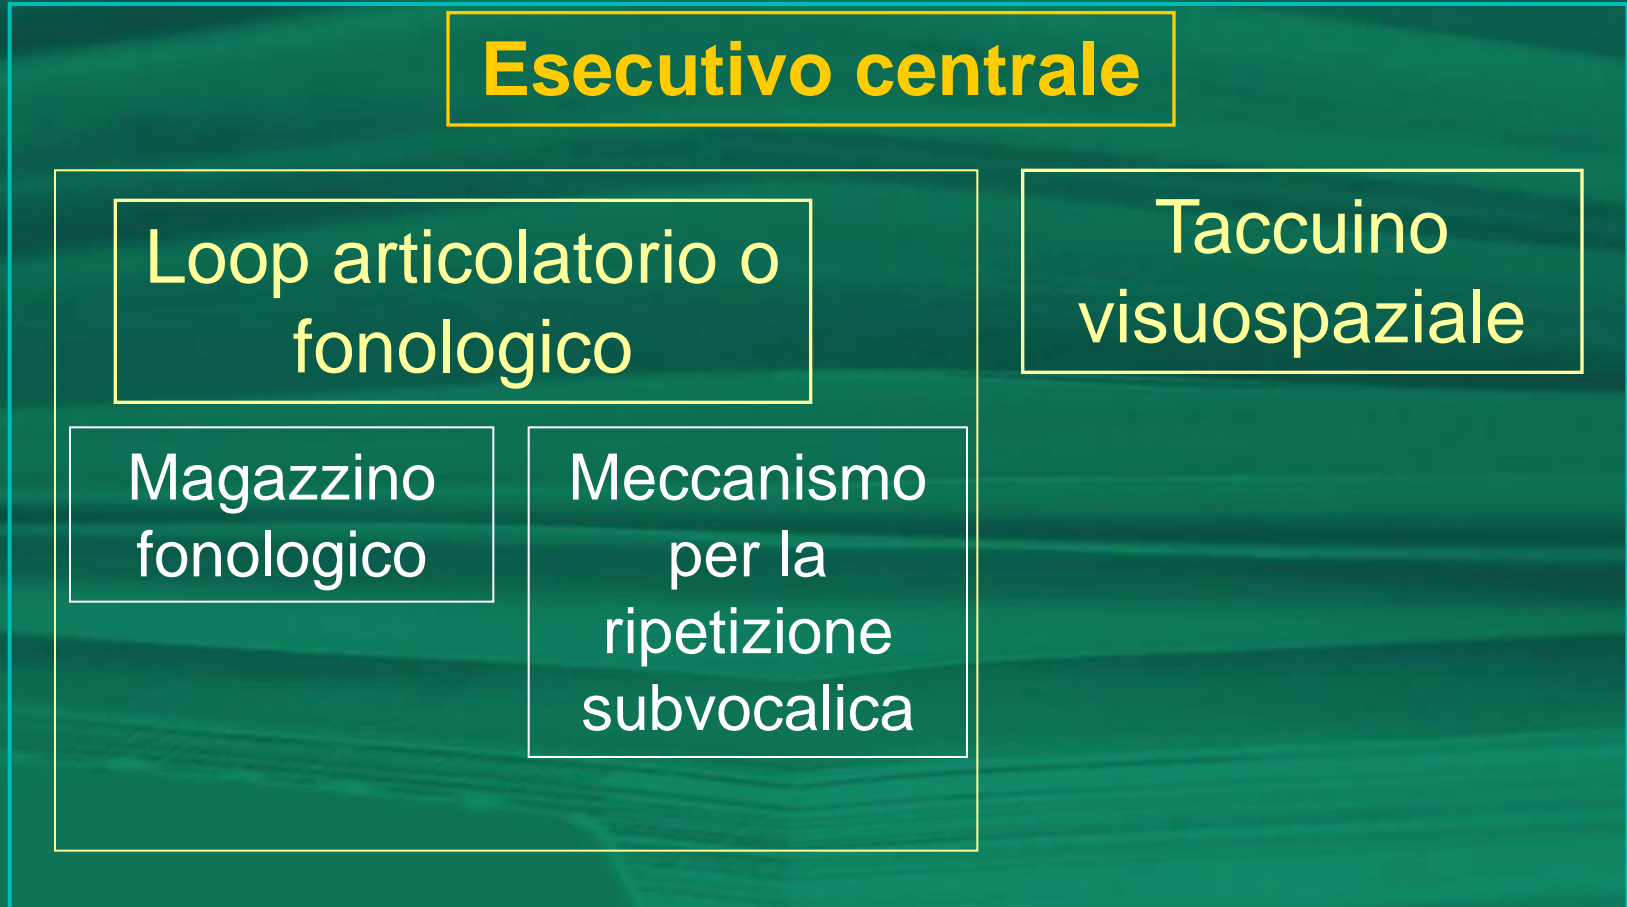 Esecutivo centrale
Loop articolatorio o
fonologico
Taccuino
visuospaziale
Magazzino
fonologico
Meccanismo
per la
ripetizione
subvocalica